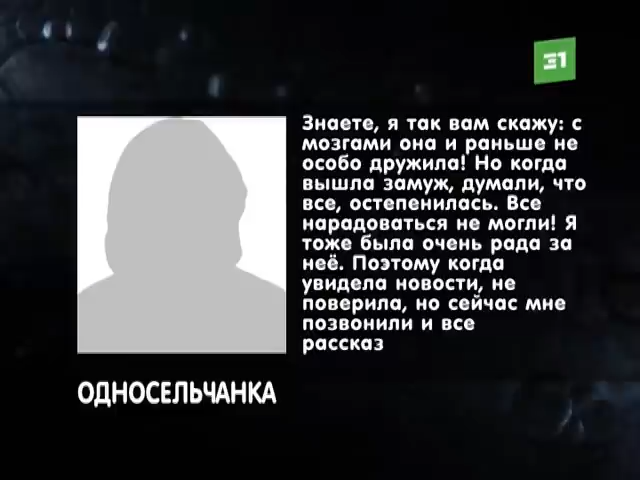 31
Знаете, я так вам скажу: с
мозгами она и раньше не
особо дружила! Но когда
вышла замуж, думали, что
все, остепенилась. Все
нарадоваться не могли! Я
тоже была очень рада за
неё. Поэтому когда
увидела новости, не
поверила, но сейчас мне
позвонили и все
рассказ
ОДНОСЕЛЬЧАНКА